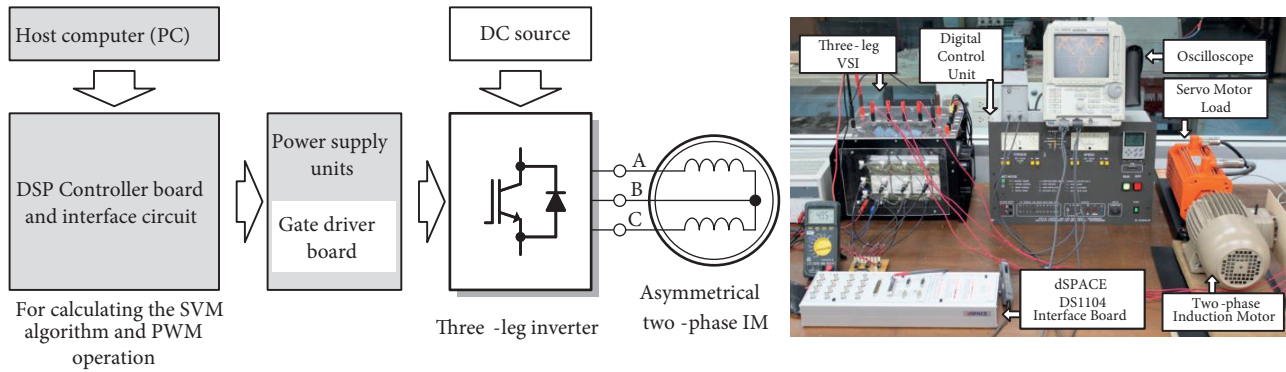 Host computer (PC)
DC source
DSP Controller board
and interface circuit
Power supply
units
Gate driver
board
A
B
C
For calculating the SVM
algorithm and PWM
operation
Three -leg inverter
Asymmetrical
two -phase IM
Three-leg
VSI
Digital
Control
Unit
Oscilloscope
Servo Motor
Load
dSPACE
DS1104
Interface Board
Two-phase
Induction Motor